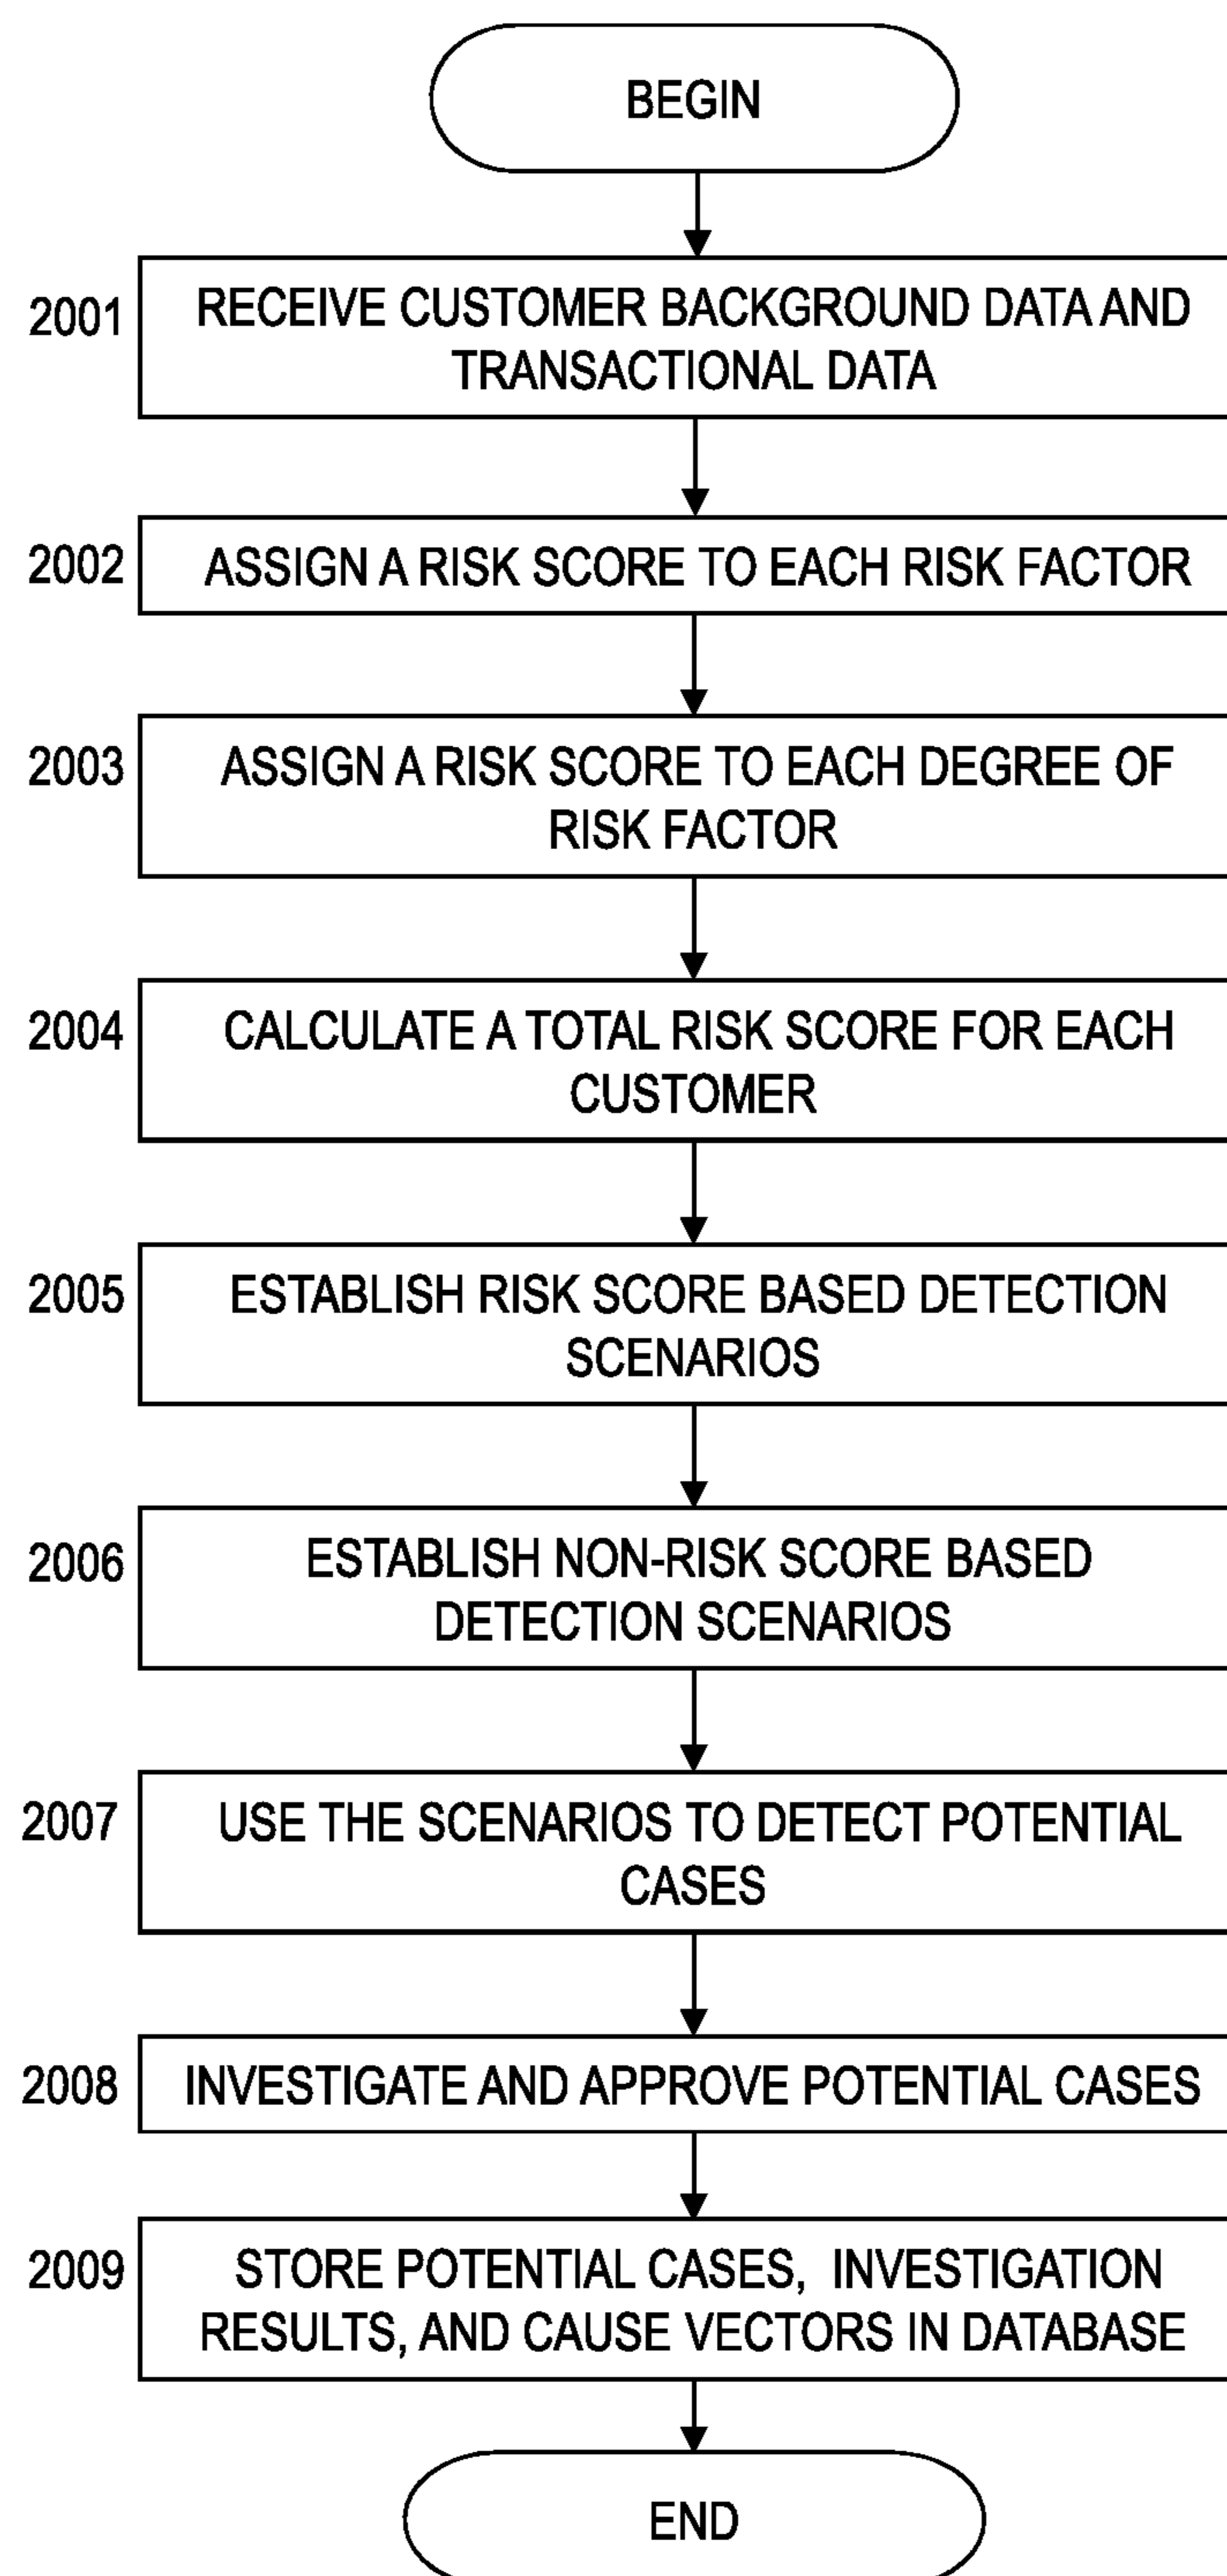 BEGIN
2001
RECEIVE CUSTOMER BACKGROUND DATA AND
TRANSACTIONAL DATA
2002
ASSIGN A RISK SCORE TO EACH RISK FACTOR
2003
ASSIGN A RISK SCORE TO EACH DEGREE OF
RISK FACTOR
2004
CALCULATE A TOTAL RISK SCORE FOR EACH
CUSTOMER
2005
ESTABLISH RISK SCORE BASED DETECTION
SCENARIOS
2006
ESTABLISH NON-RISK SCORE BASED
DETECTION SCENARIOS
2007
USE THE SCENARIOS TO DETECT POTENTIAL
CASES
2008
INVESTIGATE AND APPROVE POTENTIAL CASES
2009
STORE POTENTIAL CASES, INVESTIGATION
RESULTS, AND CAUSE VECTORS IN DATABASE
END